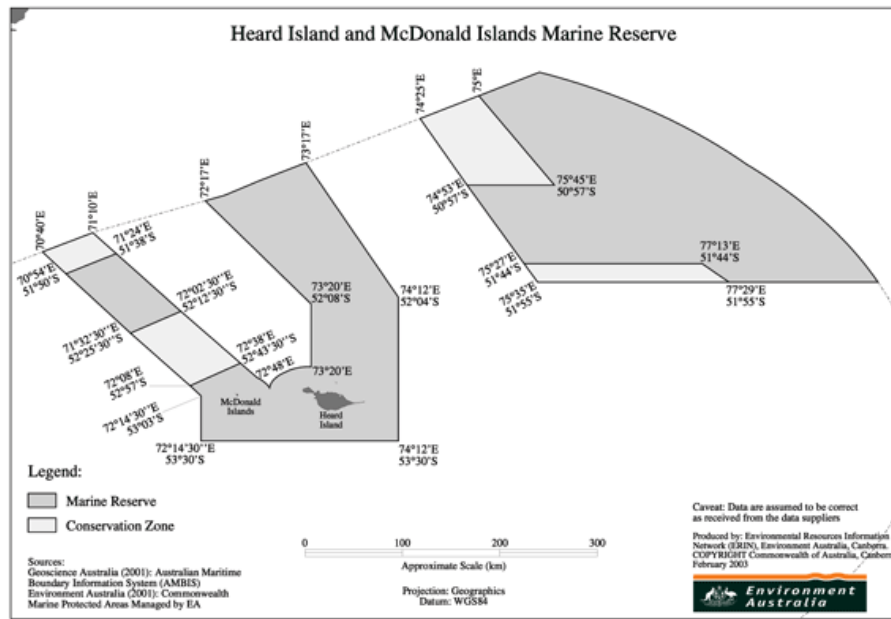 Heard Island and McDonald Islands Marine Reserve
74°25'E
75°E
73°17'E
72°17'E
71°10'E
70°40'E
71°24'E
51°38'S
70°54'E
51°50'S
74°53'E
50°57'S
75°45'E
50°57'S
72°02'30''E
52°12'30''S
71°32'30''E
52°25'30''S
73°20'E
52°08'S
74°12'E
52°04'S
75°27'E
51°44'S
77°13'E
51°44'S
75°35'E
51°55'S
77°29'E
51°55'S
72°38'E
52°43'30''S
72°48'E
73°20'E
72°08'E
52°57'S
72°14'30''E
53°03'S
McDonald
Islands
Heard
Island
72°14'30''E
53°30'S
74°12'E
53°30'S
Legend:
Marine Reserve
Conservation Zone
Sources:
Geoscience Australia (2001): Australian Maritime
Boundary Information System (AMBIS)
Environment Australia (2001): Commonwealth
Marine Protected Areas Managed by EA
0 100 200 300
Approximate Scale (km)
Projection: Geographics
Datum: WGS84
Caveat: Data are assumed to be correct
as received from the data suppliers
Produced by: Environmental Resources Information
Network (ERIN), Environment Australia, Canberra.
COPYRIGHT Commonwealth of Australia, Canberra
February 2003
Environment
Australia